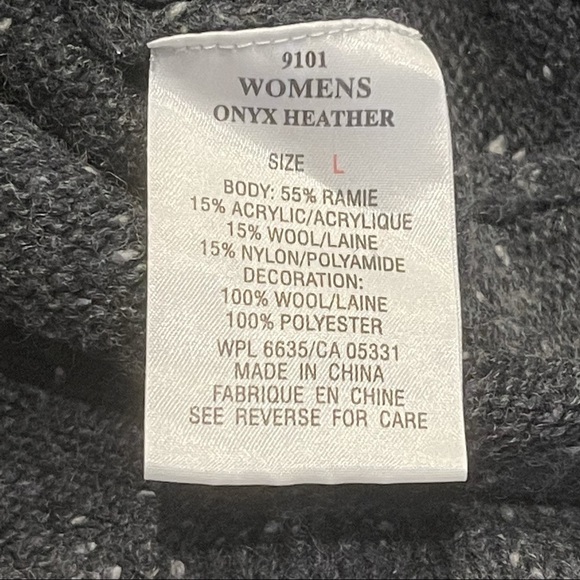 9101
WOMENS
ONYX HEATHER
SIZE L
BODY: 55% RAMIE
15% ACRYLIC/ACRYLIQUE
15% WOOL/LAINE
15% NYLON/POLYAMIDE
DECORATION:
100% WOOL/LAINE
100% POLYESTER
WPL 6635/CA 05331
MADE IN CHINA
FABRIQUE EN CHINE
SEE REVERSE FOR CARE